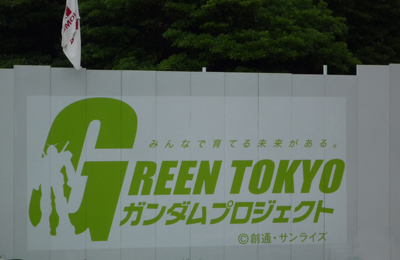 みんなで育てる未来がある。
GREEN TOKYO
ガンダムプロジェクト
©創通・サンライズ